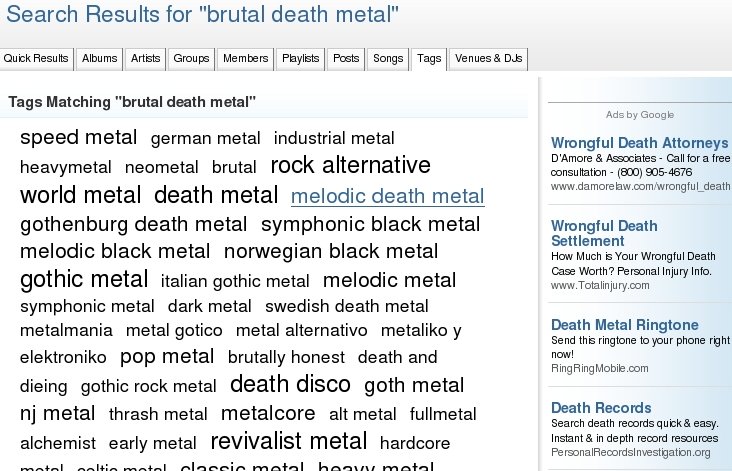 Search Results for "brutal death metal"
Quick Results Albums Artists Groups Members Playlists Posts Songs Tags Venues & DJs
Tags Matching "brutal death metal"
speed metal german metal industrial metal
heavymetal neometal brutal rock alternative
world metal death metal melodic death metal
gothenburg death metal symphonic black metal
melodic black metal norwegian black metal
gothic metal italian gothic metal melodic metal
symphonic metal dark metal swedish death metal
metalmania metal gotico metal alternativo metaliko y
elektroniko pop metal brutally honest death and
dieing gothic rock metal death disco goth metal
nj metal thrash metal metalcore alt metal fullmetal
alchemist early metal revivalist metal hardcore
metal celtic metal classic metal heavy metal
Ads by Google
Wrongful Death Attorneys
D'Amore & Associates - Call for a free
consultation - (800) 905-4676
www.damorelaw.com/wrongful_death
Wrongful Death
Settlement
How Much is Your Wrongful Death
Case Worth? Personal Injury Info.
www.Totalinjury.com
Death Metal Ringtone
Send this ringtone to your phone right
now!
RingRingMobile.com
Death Records
Search death records quick & easy.
Instant & in depth record resources
PersonalRecordsInvestigation.org